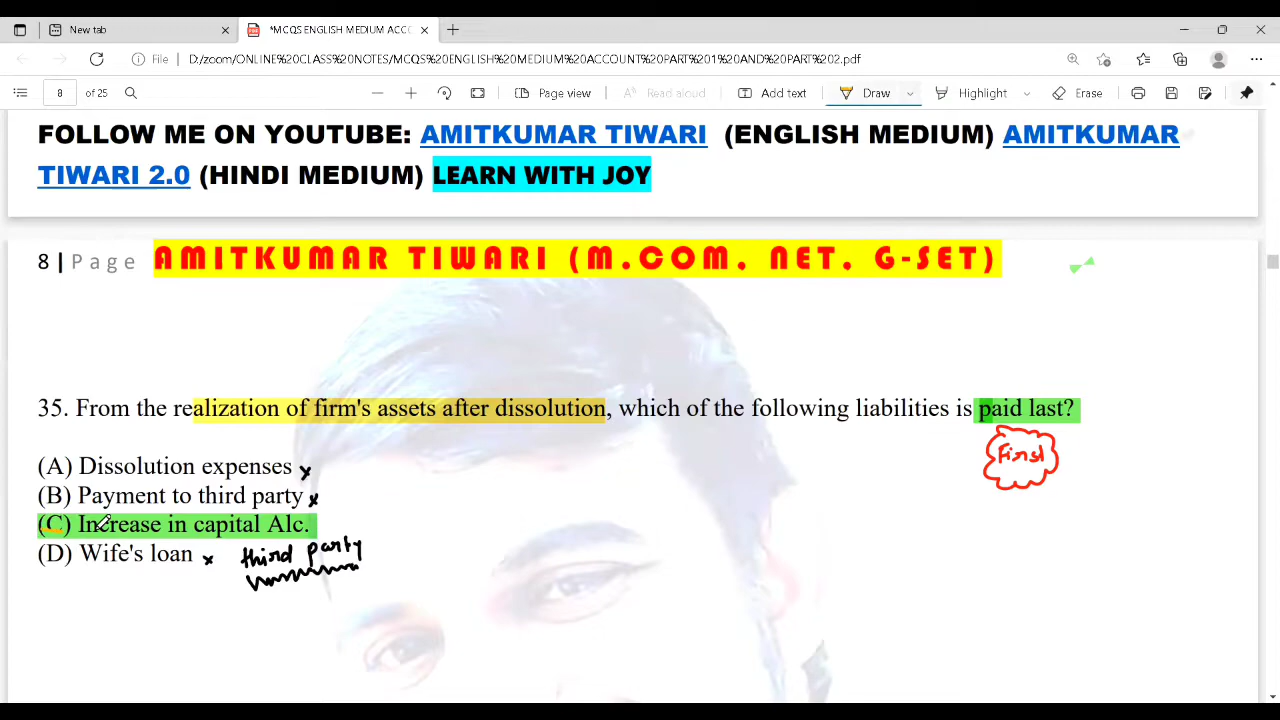 New tab
*MCQS ENGLISH MEDIUM ACCO
File D:/zoom/ONLINE%20CLASS%20NOTES/MCQS%20ENGLISH%20MEDIUM%20ACCOUNT%20PART%201%20AND%20PART%202.pdf
8 of 25 Page view Read aloud Add text Draw Highlight Erase
FOLLOW ME ON YOUTUBE: AMITKUMAR TIWARI (ENGLISH MEDIUM) AMITKUMAR
TIWARI 2.0 (HINDI MEDIUM) LEARN WITH JOY
8 | Page AMITKUMAR TIWARI (M.COM. NET. G-SET)
35. From the realization of firm's assets after dissolution, which of the following liabilities is paid last?
First
(A) Dissolution expenses x
(B) Payment to third party x
(C) Increase in capital Alc.
(D) Wife's loan x third party